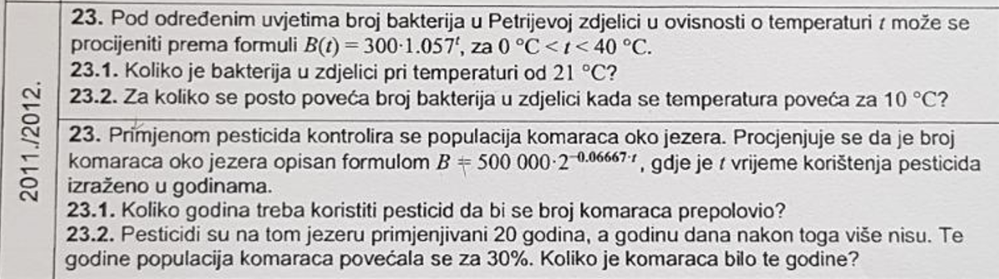 2011./2012.
23. Pod određenim uvjetima broj bakterija u Petrijevoj zdjelici u ovisnosti o temperaturi t može se
procijeniti prema formuli B(t) = 300·1.057ᵗ, za 0 °C < t < 40 °C.
23.1. Koliko je bakterija u zdjelici pri temperaturi od 21 °C?
23.2. Za koliko se posto poveća broj bakterija u zdjelici kada se temperatura poveća za 10 °C?
23. Primjenom pesticida kontrolira se populacija komaraca oko jezera. Procjenjuje se da je broj
komaraca oko jezera opisan formulom B = 500 000·2⁻⁰·⁰⁶⁶⁶⁷·ᵗ, gdje je t vrijeme korištenja pesticida
izraženo u godinama.
23.1. Koliko godina treba koristiti pesticid da bi se broj komaraca prepolovio?
23.2. Pesticidi su na tom jezeru primjenjivani 20 godina, a godinu dana nakon toga više nisu. Te
godine populacija komaraca povećala se za 30%. Koliko je komaraca bilo te godine?